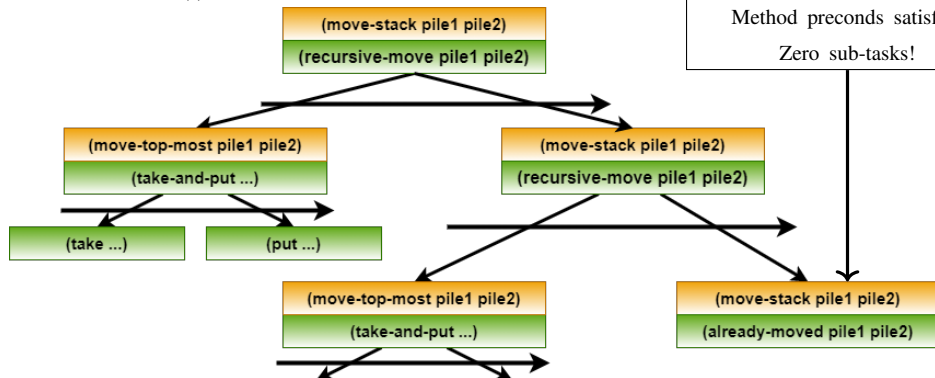 (move-stack pile1 pile2)
(recursive-move pile1 pile2)
Method preconds
Zero sub-tasks!
(move-top-most pile1 pile2)
(take-and-put ...)
(move-stack pile1 pile2)
(recursive-move pile1 pile2)
(take ...)
(put ...)
(move-top-most pile1 pile2)
(take-and-put ...)
(move-stack pile1 pile2)
(already-moved pile1 pile2)